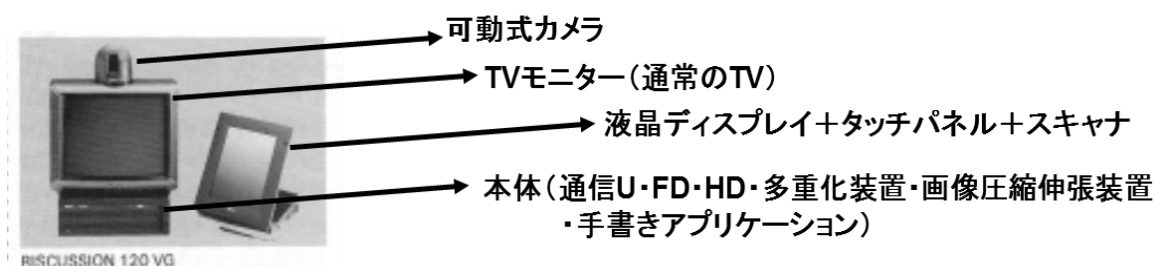 可動式カメラ
TVモニター(通常のTV)
液晶ディスプレイ+タッチパネル+スキャナ
本体(通信U・FD・HD・多重化装置・画像圧縮伸張装置
・手書きアプリケーション)
RISCUSSION 120 VG